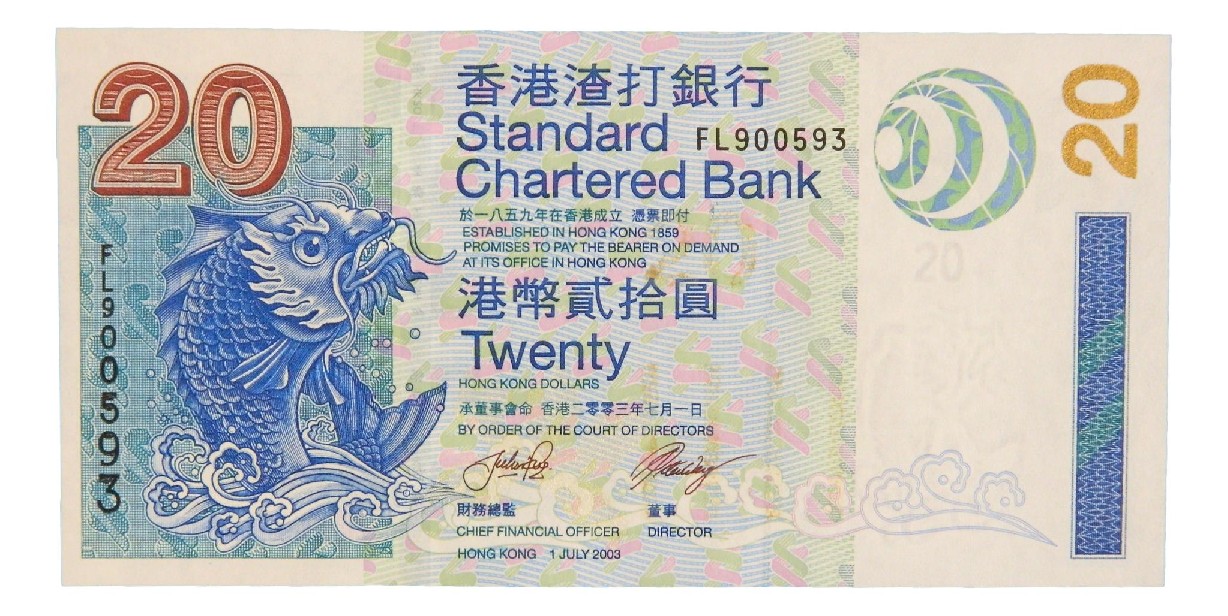 20
香港渣打銀行
Standard
FL900593
Chartered Bank
於一八五九年在香港成立 憑票即付
ESTABLISHED IN HONG KONG 1859
PROMISES TO PAY THE BEARER ON DEMAND
AT ITS OFFICE IN HONG KONG
港幣貳拾圓
Twenty
HONG KONG DOLLARS
承董事會命 香港二零零三年七月一日
BY ORDER OF THE COURT OF DIRECTORS
財務總監 董事
CHIEF FINANCIAL OFFICER DIRECTOR
HONG KONG 1 JULY 2003
FL900593
20
20